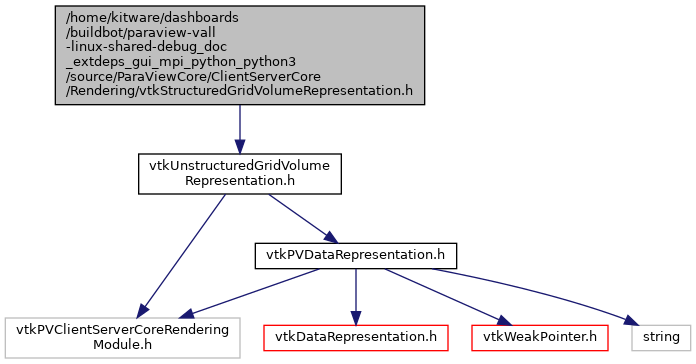 /home/kitware/dashboards
/buildbot/paraview-vall
-linux-shared-debug_doc
_extdeps_gui_mpi_python_python3
/source/ParaViewCore/ClientServerCore
/Rendering/vtkStructuredGridVolumeRepresentation.h
vtkUnstructuredGridVolume
Representation.h
vtkPVDataRepresentation.h
vtkPVClientServerCoreRendering
Module.h
vtkDataRepresentation.h
vtkWeakPointer.h
string